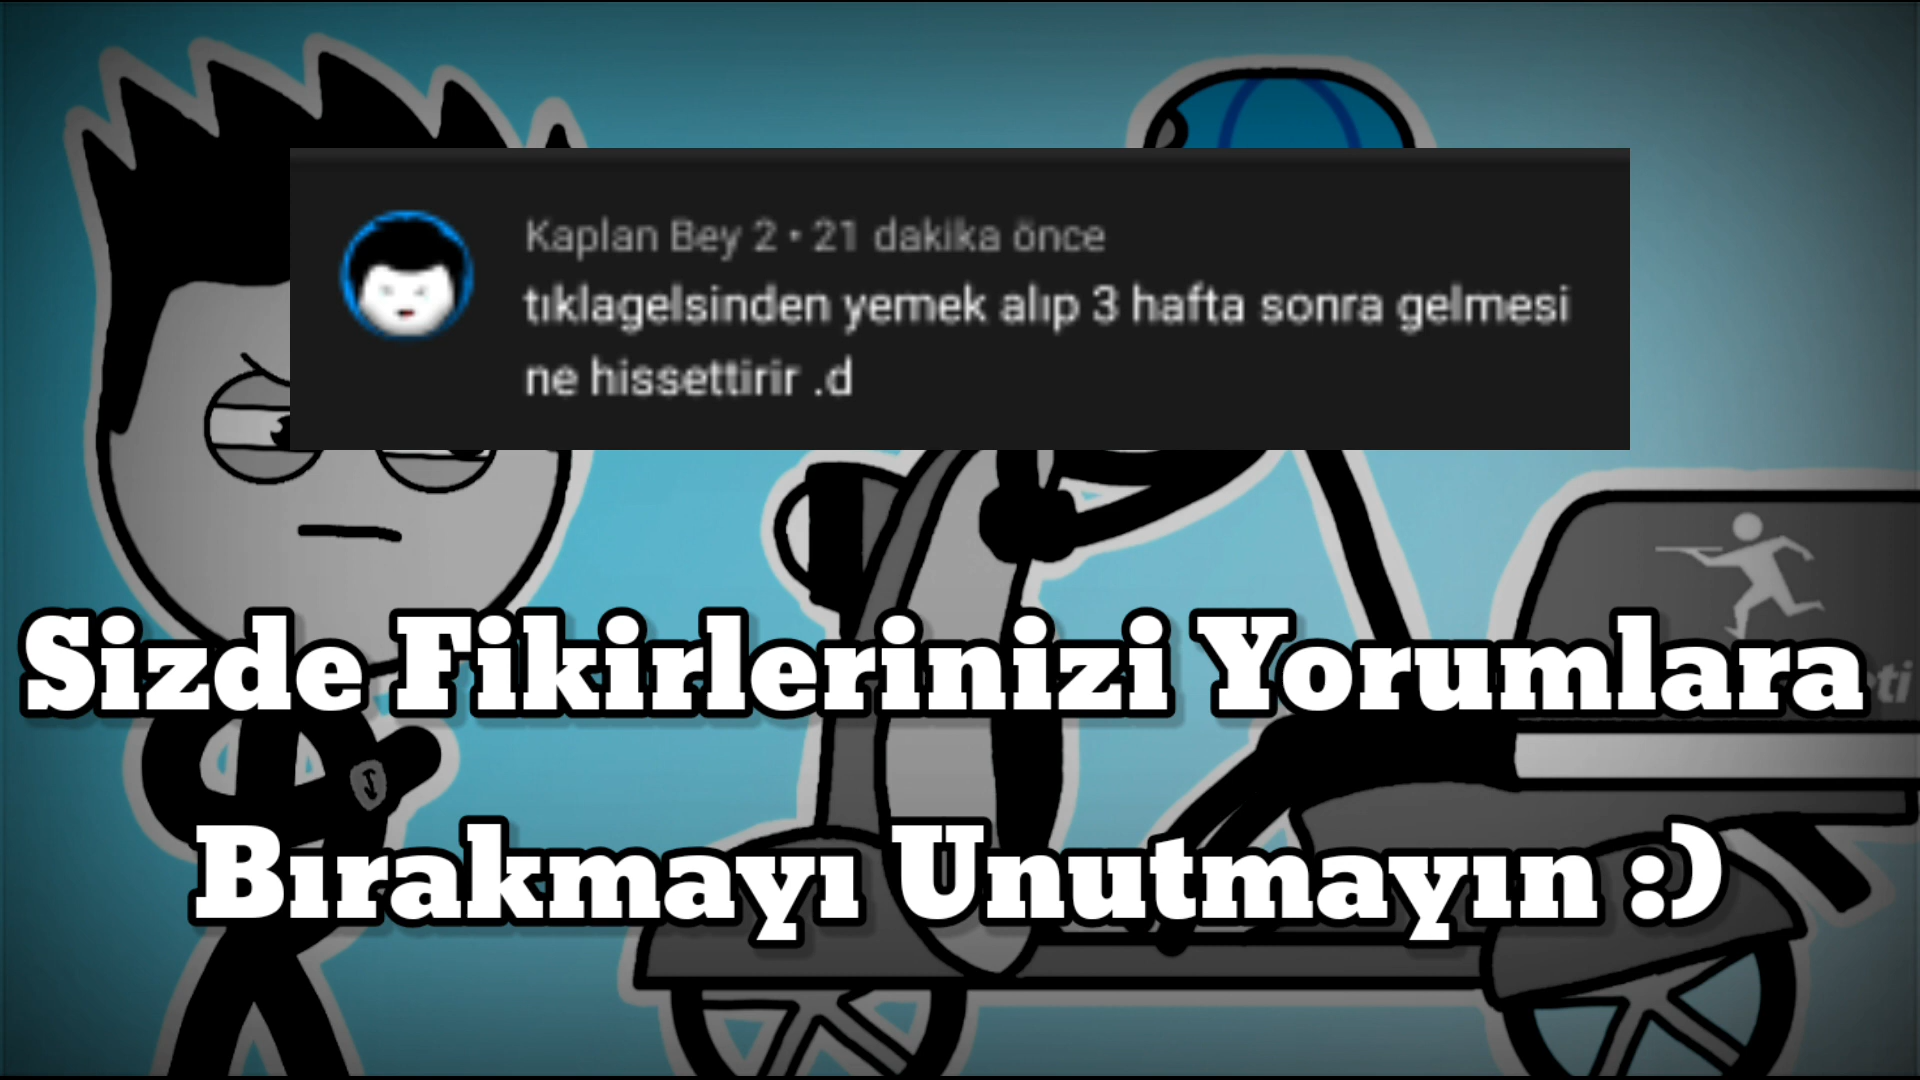 Kaplan Bey 2 • 21 dakika önce
tıklagelsinden yemek alıp 3 hafta sonra gelmesi
ne hissettirir .d
Sizde Fikirlerinizi Yorumlara
Bırakmayı Unutmayın :)